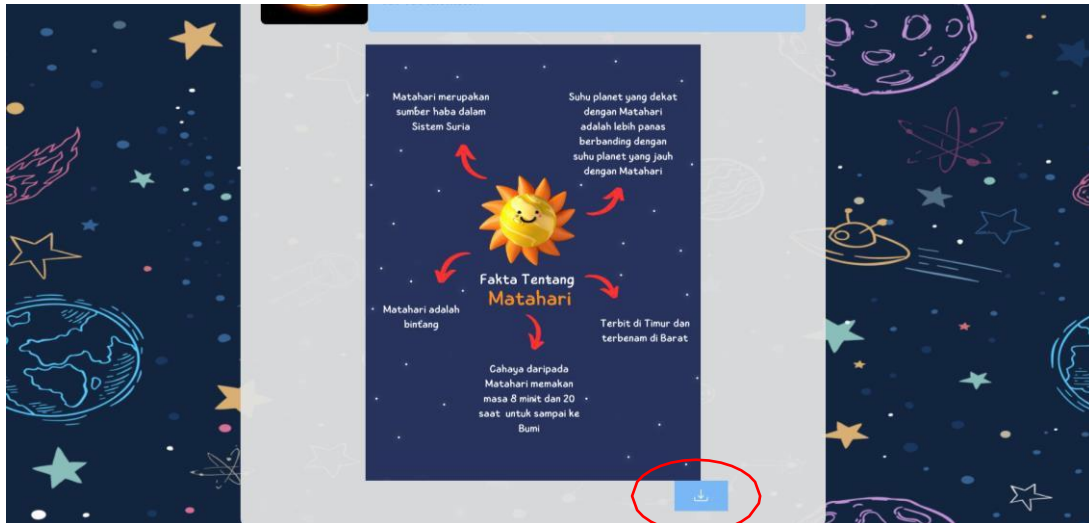 Matahari merupakan
sumber haba dalam
Sistem Suria
Suhu planet yang dekat
dengan Matahari
adalah lebih panas
berbanding dengan
suhu planet yang jauh
dengan Matahari
Fakta Tentang
Matahari
Matahari adalah
bintang
Terbit di Timur dan
terbenam di Barat
Cahaya daripada
Matahari memakan
masa 8 minit dan 20
saat untuk sampai ke
Bumi